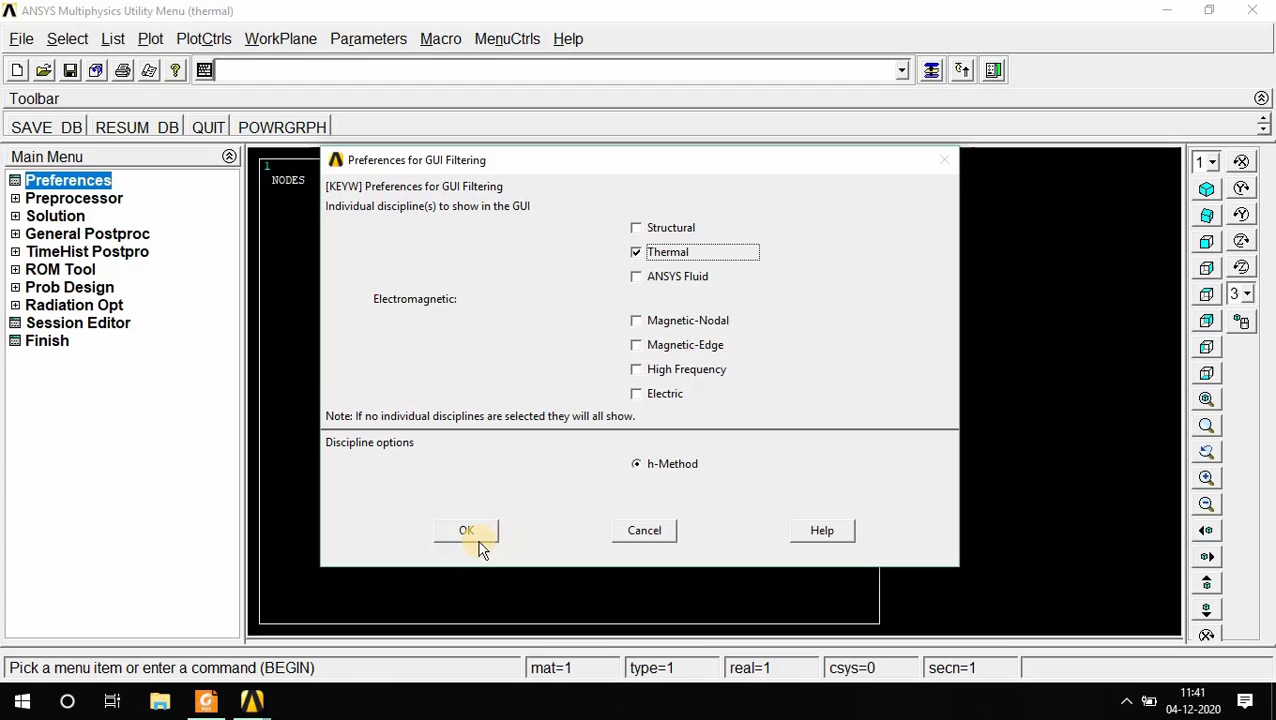 ANSYS Multiphysics Utility Menu (thermal)
File Select List Plot PlotCtrls WorkPlane Parameters Macro MenuCtrls Help
Toolbar
SAVE_DB RESUM_DB QUIT POWRGRPH
Main Menu
Preferences
Preprocessor
Solution
General Postproc
TimeHist Postpro
ROM Tool
Prob Design
Radiation Opt
Session Editor
Finish
1
NODES
Preferences for GUI Filtering
[KEYW] Preferences for GUI Filtering
Individual discipline(s) to show in the GUI
Structural
Thermal
ANSYS Fluid
Electromagnetic:
Magnetic-Nodal
Magnetic-Edge
High Frequency
Electric
Note: If no individual disciplines are selected they will all show.
Discipline options
h-Method
OK Cancel Help
1
3
Pick a menu item or enter a command (BEGIN) mat=1 type=1 real=1 csys=0 secn=1
11:41
04-12-2020